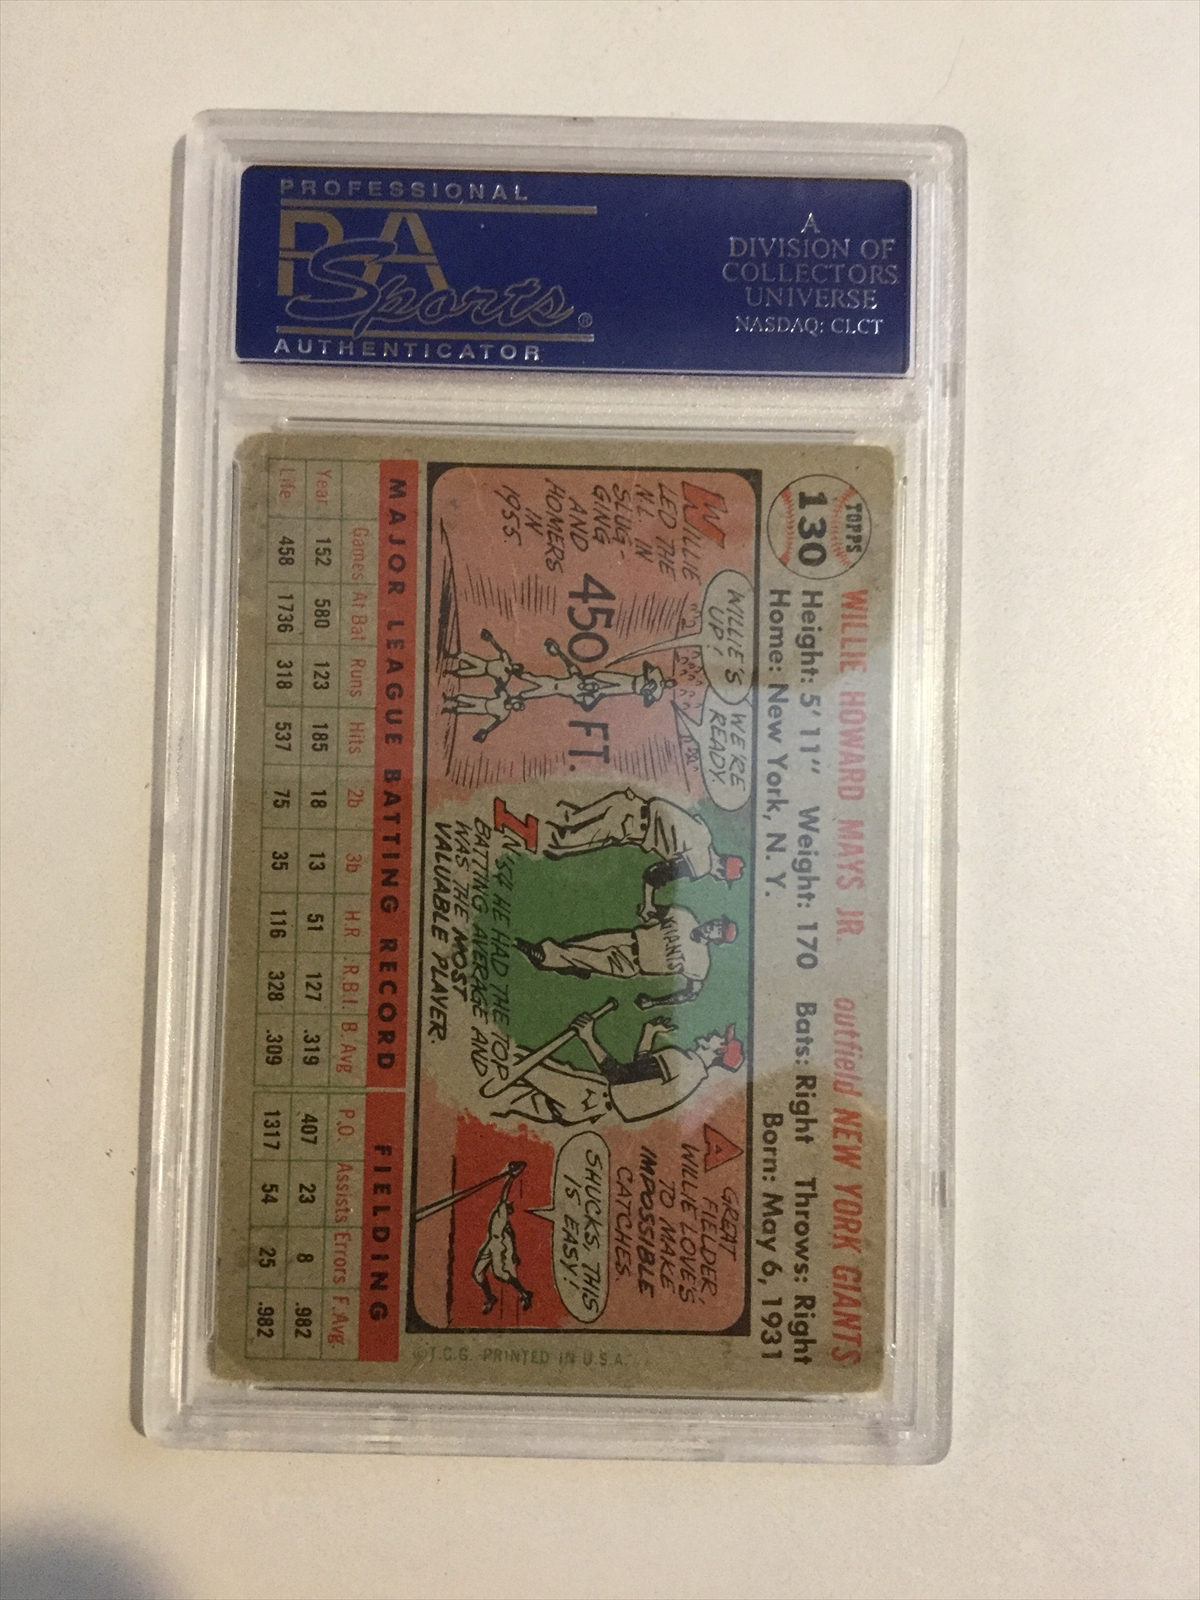 PROFESSIONAL
PSA
Sports®
AUTHENTICATOR
A
DIVISION OF
COLLECTORS
UNIVERSE
NASDAQ: CLCT
TOPPS
130
WILLIE HOWARD MAYS JR. outfield NEW YORK GIANTS
Height: 5' 11" Weight: 170 Bats: Right Throws: Right
Home: New York, N. Y. Born: May 6, 1931
WILLIE
LED THE
N.L. IN
SLUG-
GING
AND
HOMERS
IN
1955.
WILLIE'S
UP!
WE'RE
READY.
450 FT.
IN '54 HE HAD THE TOP
BATTING AVERAGE AND
WAS THE MOST
VALUABLE PLAYER.
GIANTS
A GREAT
FIELDER,
WILLIE LOVE'S
TO MAKE
IMPOSSIBLE
CATCHES.
SHUCKS, THIS
IS EASY!
MAJOR LEAGUE BATTING RECORD FIELDING
Games At Bat Runs Hits 2b 3b H.R. R.B.I. B. Avg P.O. Assists Errors F. Avg.
Year 152 580 123 185 18 13 51 127 .319 407 23 8 .982
Life 458 1736 318 537 75 35 116 328 .309 1317 54 25 .982
©T.C.G. PRINTED IN U.S.A.